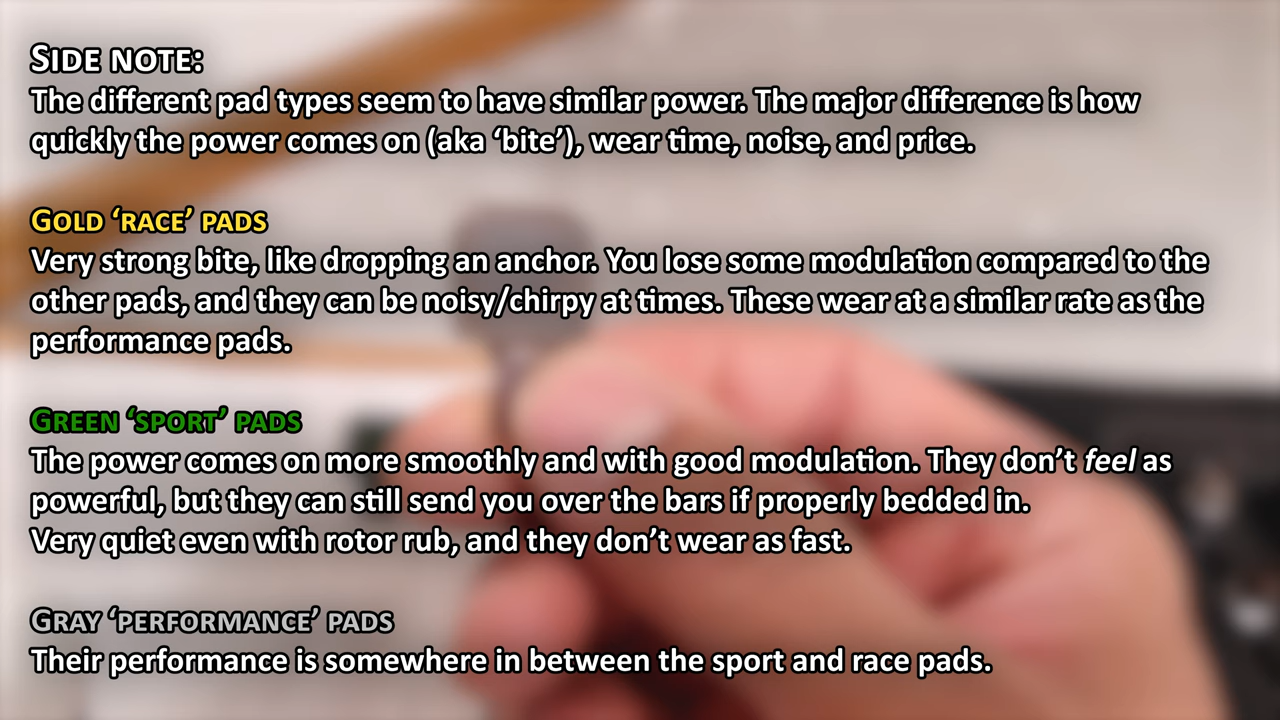 SIDE NOTE:
The different pad types seem to have similar power. The major difference is how
quickly the power comes on (aka ‘bite’), wear time, noise, and price.
GOLD ‘RACE’ PADS
Very strong bite, like dropping an anchor. You lose some modulation compared to the
other pads, and they can be noisy/chirpy at times. These wear at a similar rate as the
performance pads.
GREEN ‘SPORT’ PADS
The power comes on more smoothly and with good modulation. They don’t feel as
powerful, but they can still send you over the bars if properly bedded in.
Very quiet even with rotor rub, and they don’t wear as fast.
GRAY ‘PERFORMANCE’ PADS
Their performance is somewhere in between the sport and race pads.